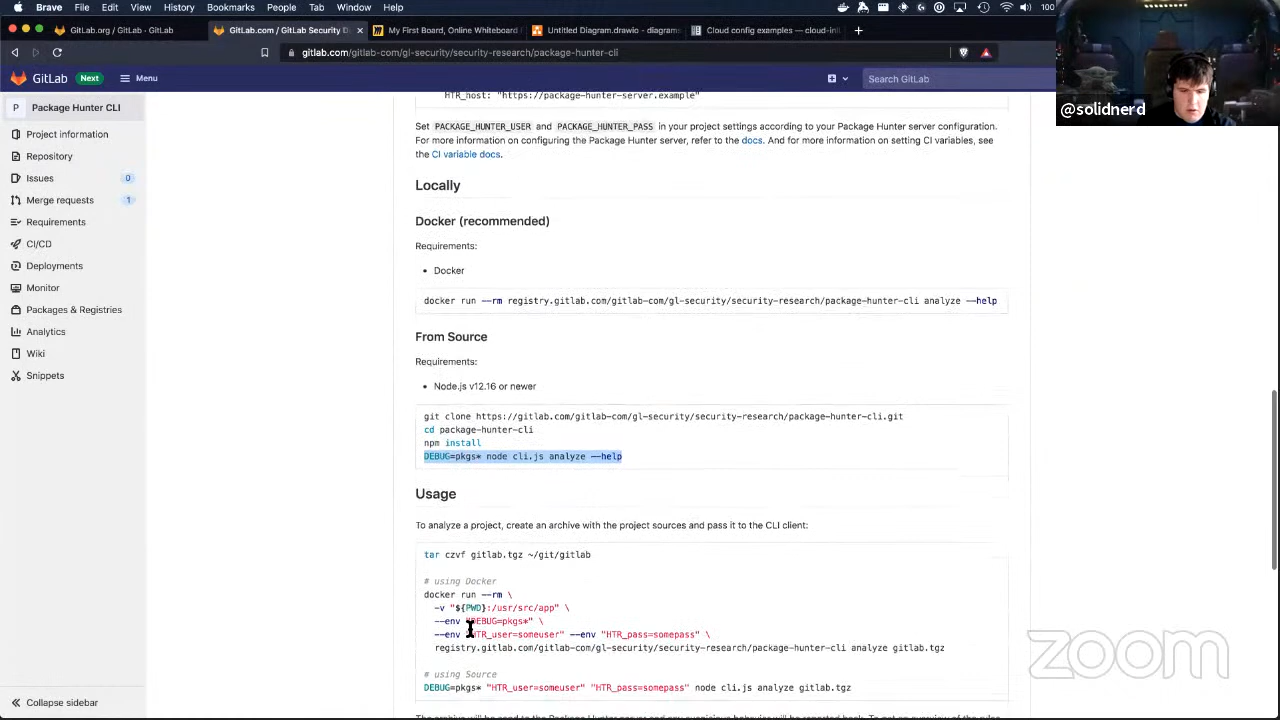 View History Bookmarks People Tab Window Help
100
GitLab.org / GitLab · GitLab
GitLab.com / GitLab Security D
My First Board, Online Whiteboard
Untitled Diagram.drawio - diagrams
Cloud config examples — cloud-init
gitlab.com/gitlab-com/gl-security/security-research/package-hunter-cli
GitLab Next Menu
Search GitLab
@solidnerd
P Package Hunter CLI
Project information
Repository
Issues 0
Merge requests 1
Requirements
CI/CD
Deployments
Monitor
Packages & Registries
Analytics
Wiki
Snippets
Collapse sidebar
HTR_host: "https://package-hunter-server.example"
Set PACKAGE_HUNTER_USER and PACKAGE_HUNTER_PASS in your project settings according to your Package Hunter server configuration.
For more information on configuring the Package Hunter server, refer to the docs. And for more information on setting CI variables, see
the CI variable docs.
Locally
Docker (recommended)
Requirements:
• Docker
docker run --rm registry.gitlab.com/gitlab-com/gl-security/security-research/package-hunter-cli analyze --help
From Source
Requirements:
• Node.js v12.16 or newer
git clone https://gitlab.com/gitlab-com/gl-security/security-research/package-hunter-cli.git
cd package-hunter-cli
npm install
DEBUG=pkgs* node cli.js analyze --help
Usage
To analyze a project, create an archive with the project sources and pass it to the CLI client:
tar czvf gitlab.tgz ~/git/gitlab
# using Docker
docker run --rm \
-v "${PWD}:/usr/src/app" \
--env "DEBUG=pkgs*" \
--env "HTR_user=someuser" --env "HTR_pass=somepass" \
registry.gitlab.com/gitlab-com/gl-security/security-research/package-hunter-cli analyze gitlab.tgz
# using Source
DEBUG=pkgs* "HTR_user=someuser" "HTR_pass=somepass" node cli.js analyze gitlab.tgz
zoom